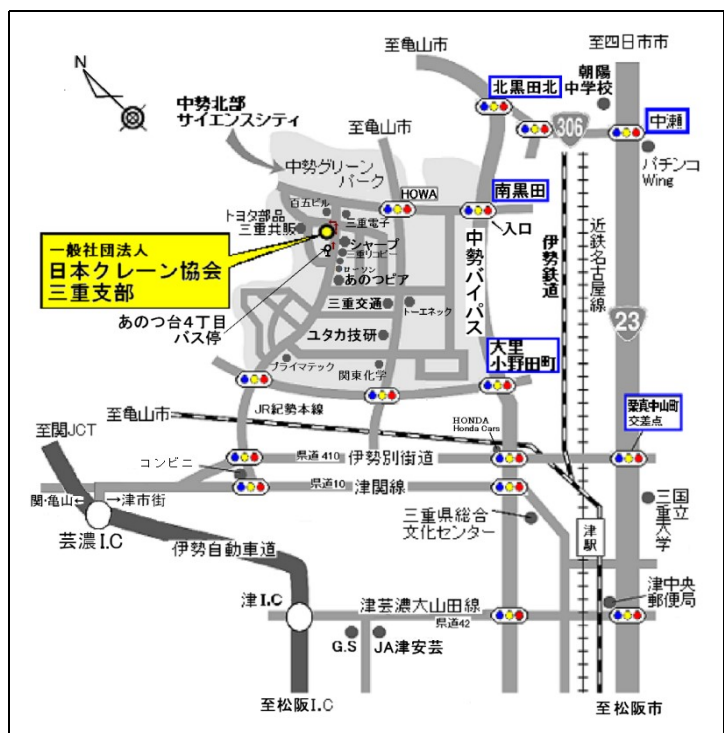 N
至亀山市
至四日市市
朝陽
中学校
北黒田北
306
中瀬
パチンコ
Wing
中勢北部
サイエンスシティ
至亀山市
中勢グリーン
パーク
HOWA
南黒田
入口
百五ビル
トヨタ部品
三重共販
三重電子
シャープ
三重リコピー
ローソン
あのつピア
一般社団法人
日本クレーン協会
三重支部
あのつ台4丁目
バス停
三重交通
トーエネック
ユタカ技研
プライマテック
関東化学
中勢バイパス
伊勢鉄道
近鉄名古屋線
23
大里
小野田町
栗真中山町
交差点
JR紀勢本線
至亀山市
HONDA
Honda Cars
至関JCT
コンビニ
県道410
伊勢別街道
県道10
津関線
関・亀山←
→津市街
芸濃I.C
伊勢自動車道
三重県総合
文化センター
津駅
三重大学
国立
津I.C
津芸濃大山田線
県道42
津中央
郵便局
G.S
JA津安芸
至松阪I.C
至松阪市